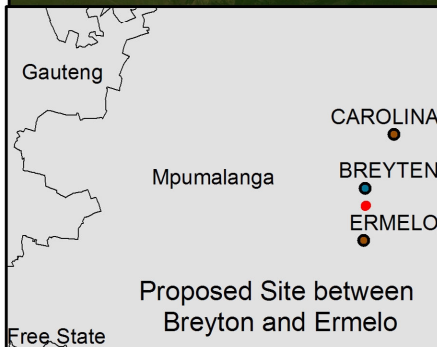 Gauteng
CAROLINA
Mpumalanga
BREYTEN
ERMELO
Proposed Site between
Breyton and Ermelo
Free State